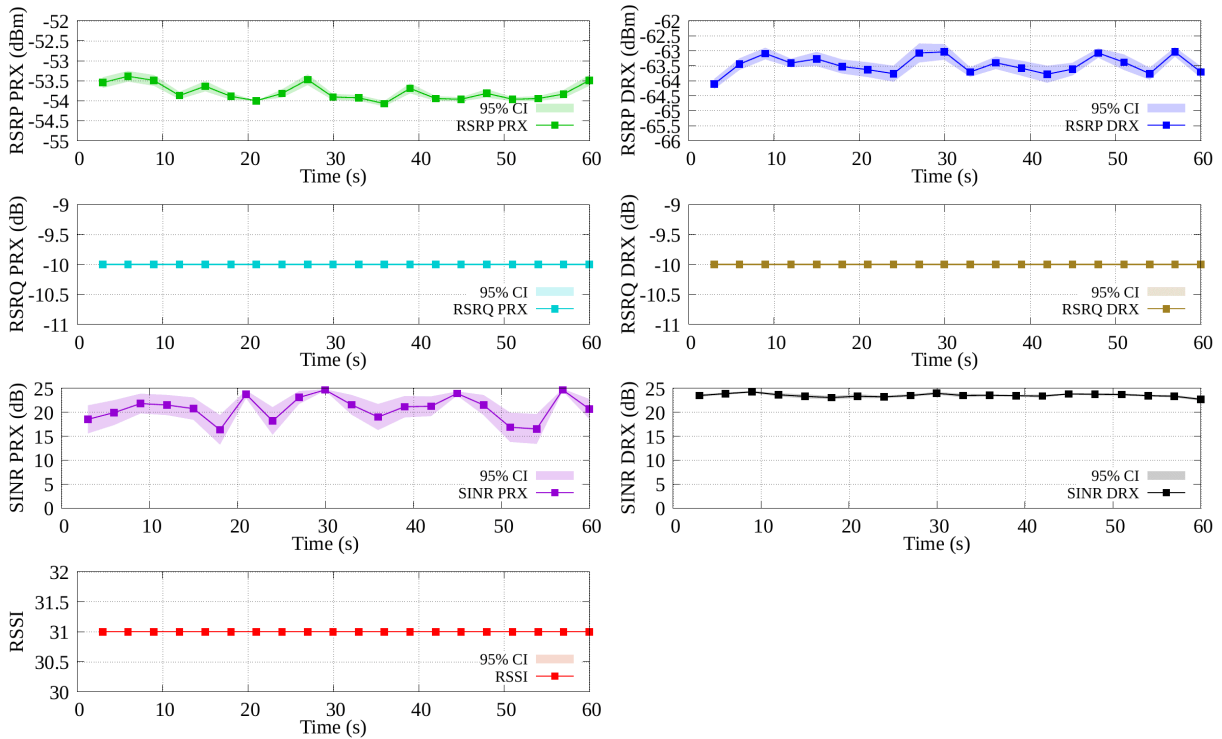 RSRP PRX (dBm)
-52
-52.5
-53
-53.5
-54
-54.5
-55
0 10 20 30 40 50 60
Time (s)
95% CI
RSRP PRX
RSRP DRX (dBm)
-62
-62.5
-63
-63.5
-64
-64.5
-65
-65.5
-66
0 10 20 30 40 50 60
Time (s)
95% CI
RSRP DRX
RSRQ PRX (dB)
-9
-9.5
-10
-10.5
-11
0 10 20 30 40 50 60
Time (s)
95% CI
RSRQ PRX
RSRQ DRX (dB)
-9
-9.5
-10
-10.5
-11
0 10 20 30 40 50 60
Time (s)
95% CI
RSRQ DRX
SINR PRX (dB)
25
20
15
10
5
0
0 10 20 30 40 50 60
Time (s)
95% CI
SINR PRX
SINR DRX (dB)
25
20
15
10
5
0
0 10 20 30 40 50 60
Time (s)
95% CI
SINR DRX
RSSI
32
31.5
31
30.5
30
0 10 20 30 40 50 60
Time (s)
95% CI
RSSI